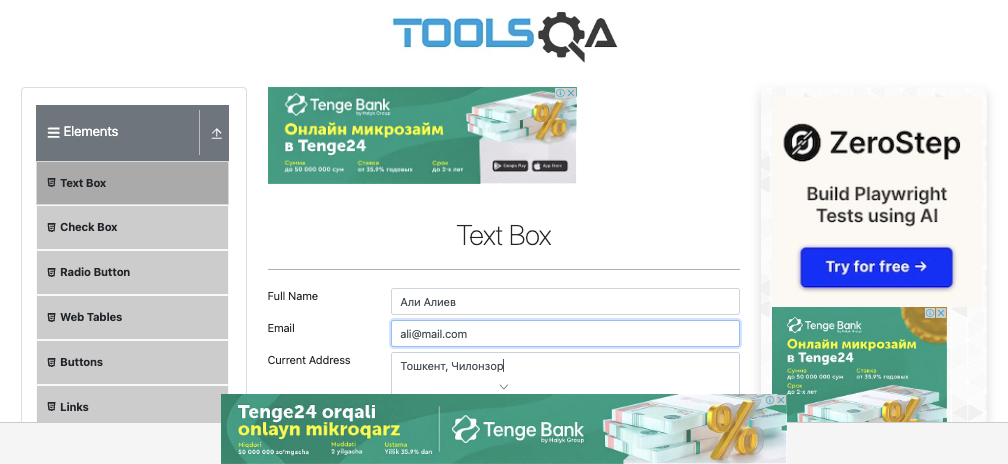 TOOLSQA
Elements
Text Box
Check Box
Radio Button
Web Tables
Buttons
Links
Tenge Bank
by Halyk Group
Онлайн микрозайм
в Tenge24
Сумма
до 50 000 000 сум
Ставка
от 35.9% годовых
Срок
до 2-х лет
Google Play
App Store
Text Box
Full Name
Али Алиев
Email
ali@mail.com
Current Address
Тошкент, Чилонзор
ZeroStep
Build Playwright
Tests using AI
Try for free →
Tenge Bank
by Halyk Group
Онлайн микрозайм
в Tenge24
Сумма
до 50 000 000 сум
Ставка
от 35.9% годовых
Срок
до 2-х лет
Tenge24 orqali
onlayn mikroqarz
Miqdori
50 000 000 so'mgacha
Muddati
2 yilgacha
Ustama
Yillik 35.9% dan
Tenge Bank
by Halyk Group